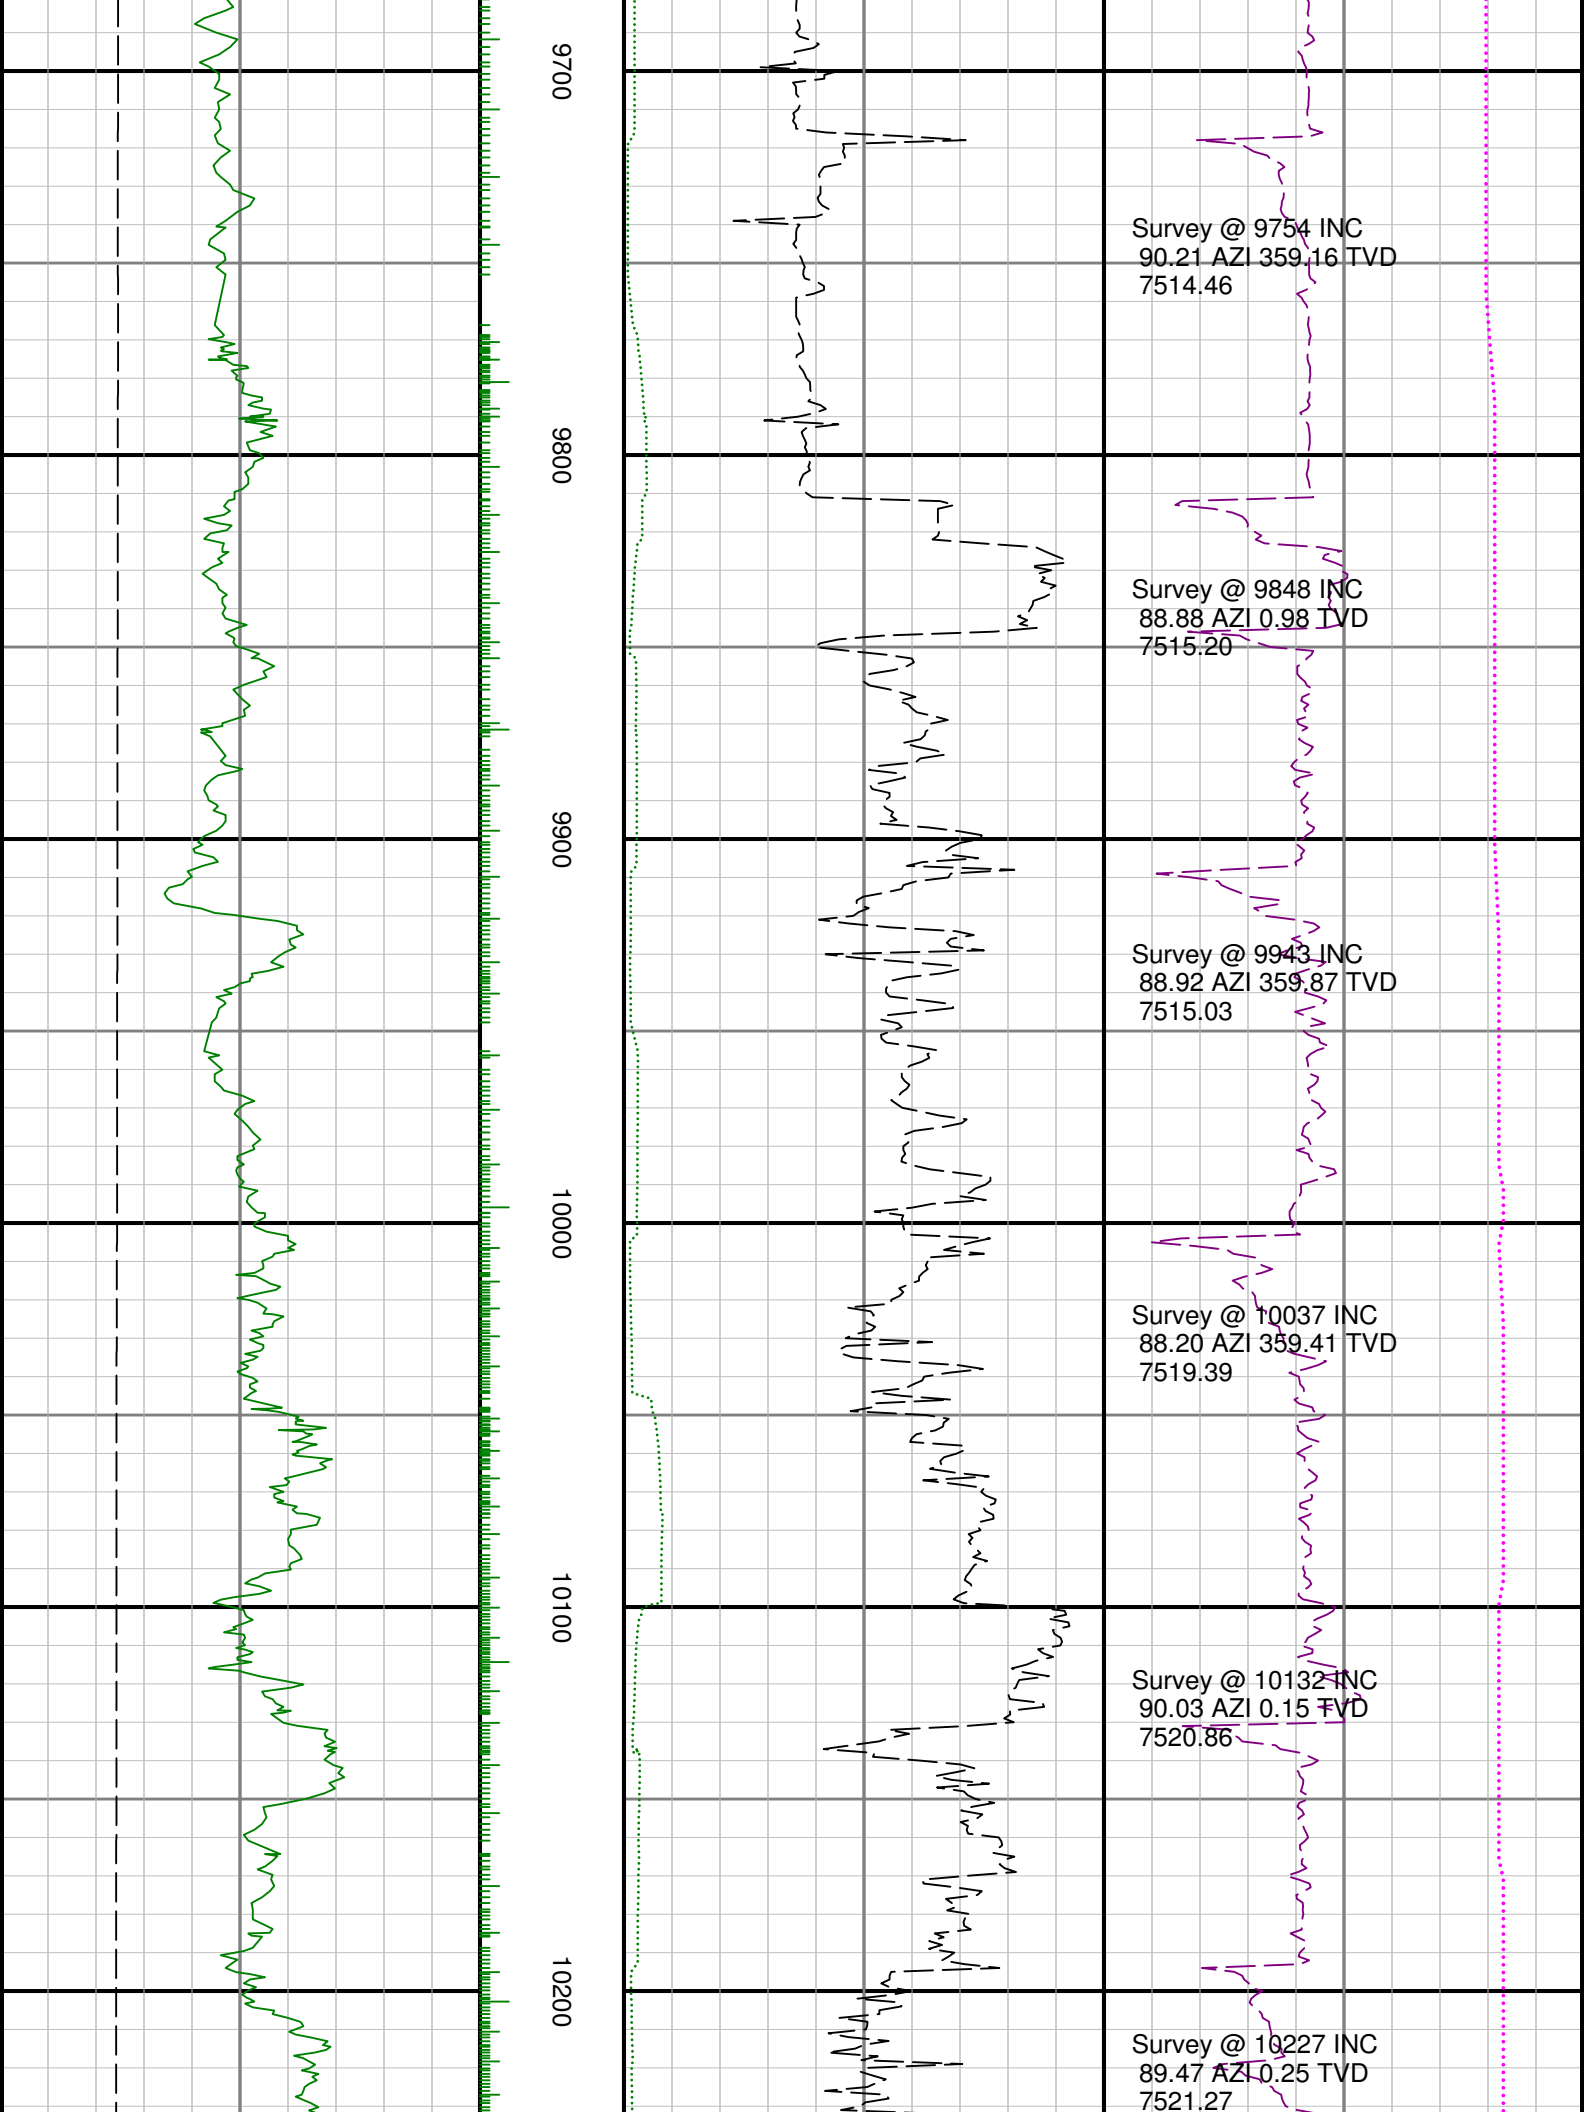 9700
Survey @ 9754 INC
90.21 AZI 359.16 TVD
7514.46
9800
Survey @ 9848 INC
88.88 AZI 0.98 TVD
7515.20
9900
Survey @ 9943 INC
88.92 AZI 359.87 TVD
7515.03
10000
Survey @ 10037 INC
88.20 AZI 359.41 TVD
7519.39
10100
Survey @ 10132 INC
90.03 AZI 0.15 TVD
7520.86
10200
Survey @ 10227 INC
89.47 AZI 0.25 TVD
7521.27